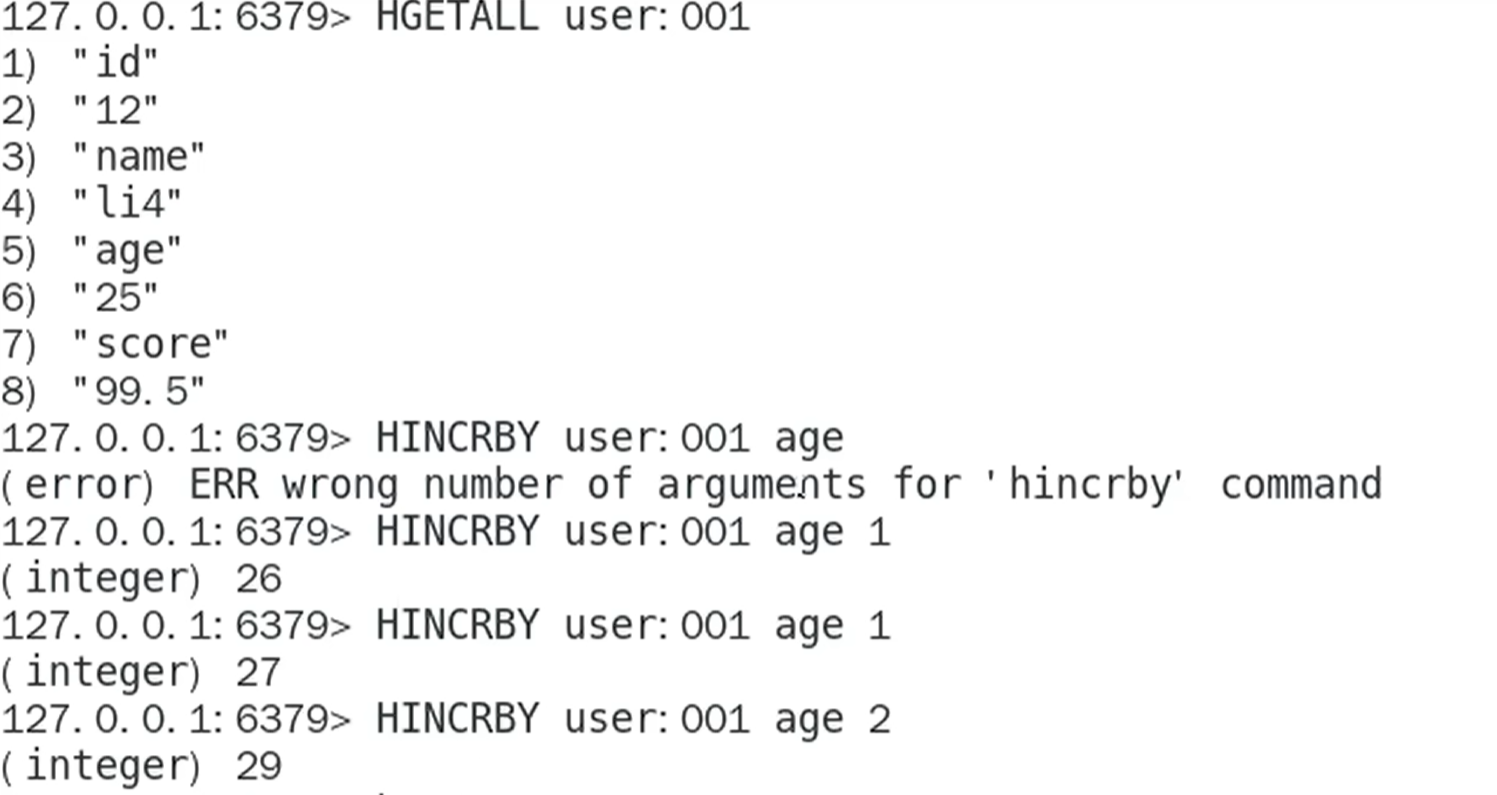 127.0.0.1:6379> HGETALL user:001
1) "id"
2) "12"
3) "name"
4) "li4"
5) "age"
6) "25"
7) "score"
8) "99.5"
127.0.0.1:6379> HINCRBY user:001 age
(error) ERR wrong number of arguments for 'hincrby' command
127.0.0.1:6379> HINCRBY user:001 age 1
(integer) 26
127.0.0.1:6379> HINCRBY user:001 age 1
(integer) 27
127.0.0.1:6379> HINCRBY user:001 age 2
(integer) 29